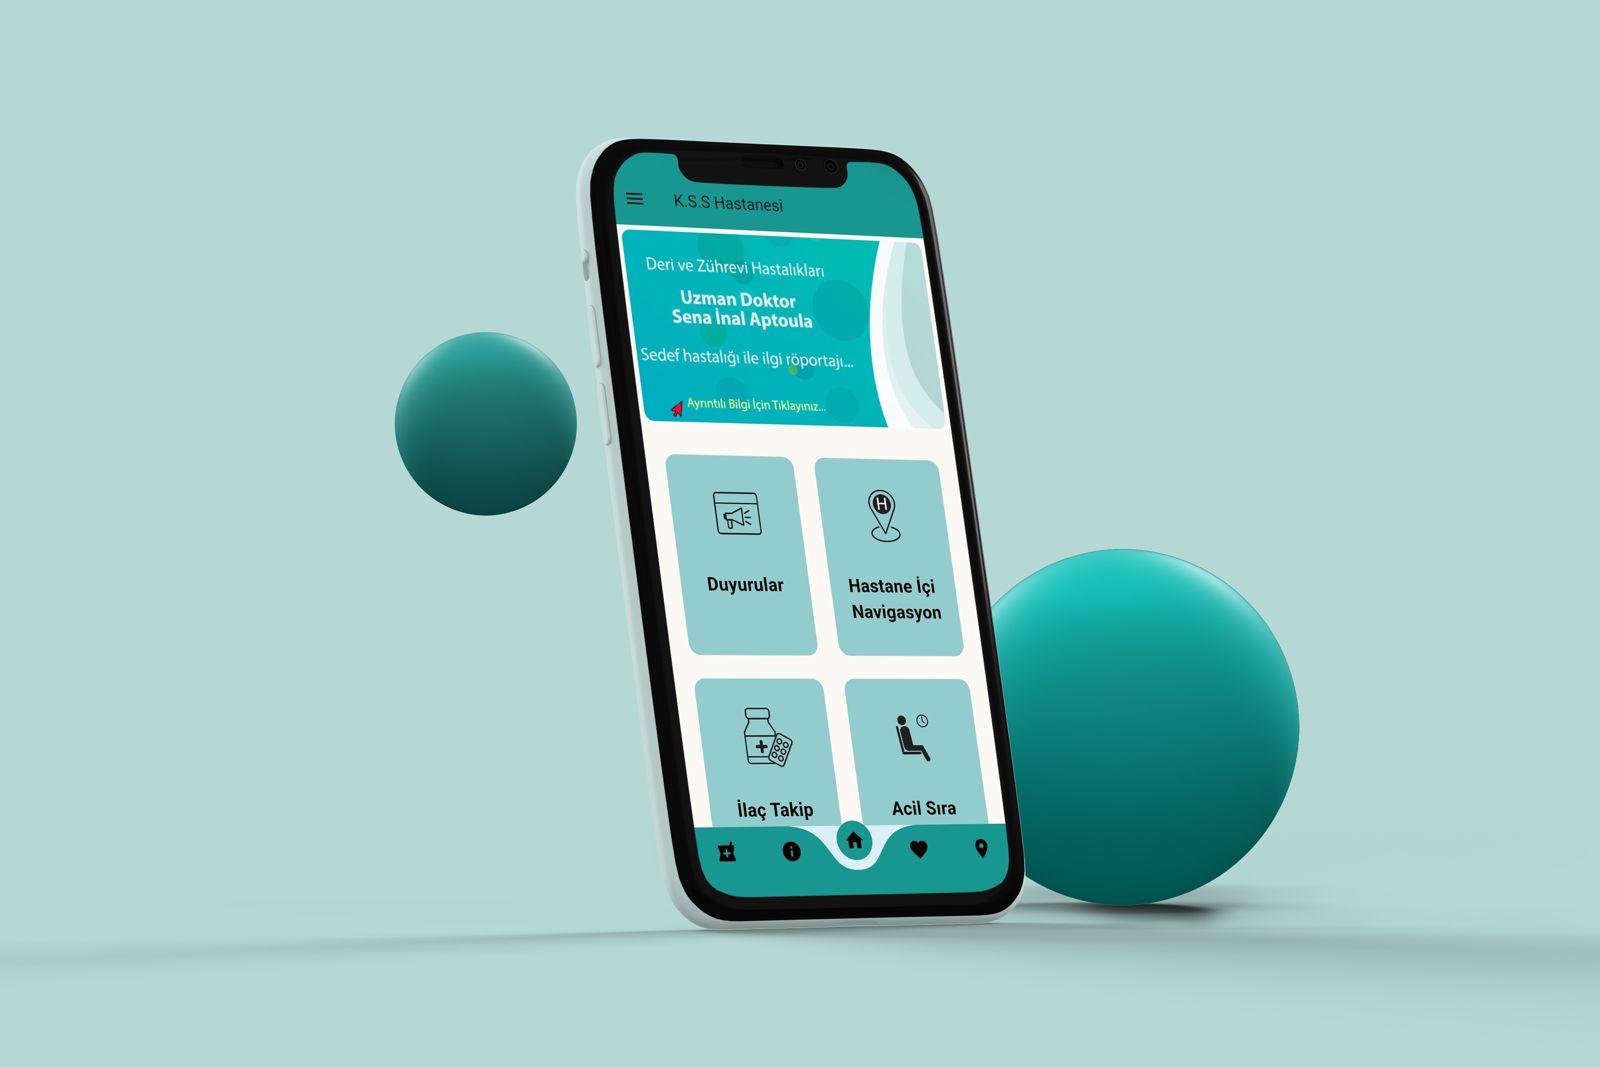 K.S.S Hastanesi
Deri ve Zührevi Hastalıkları
Uzman Doktor
Sena İnal Aptoula
Sedef hastalığı ile ilgi röportajı...
Ayrıntılı Bilgi İçin Tıklayınız...
Duyurular
Hastane İçi
Navigasyon
İlaç Takip
Acil Sıra